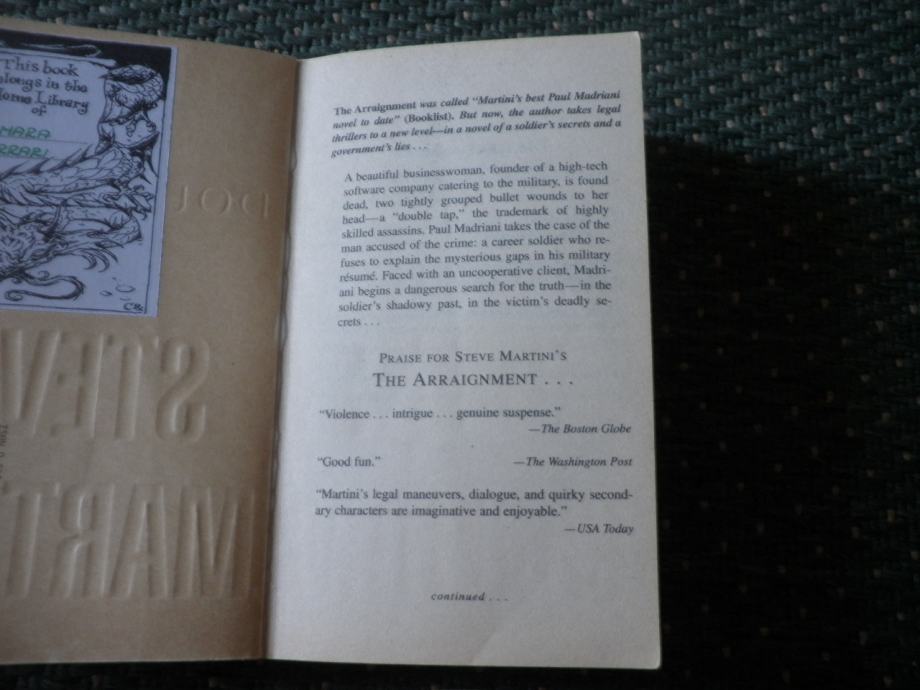 This book
elongs in the
Home Library
of
MARA
RRARI
CR
The Arraignment was called "Martini's best Paul Madriani
novel to date" (Booklist). But now, the author takes legal
thrillers to a new level—in a novel of a soldier's secrets and a
government's lies . . .
A beautiful businesswoman, founder of a high-tech
software company catering to the military, is found
dead, two tightly grouped bullet wounds to her
head—a "double tap," the trademark of highly
skilled assassins. Paul Madriani takes the case of the
man accused of the crime: a career soldier who re-
fuses to explain the mysterious gaps in his military
résumé. Faced with an uncooperative client, Madri-
ani begins a dangerous search for the truth—in the
soldier's shadowy past, in the victim's deadly se-
crets . . .
PRAISE FOR STEVE MARTINI'S
THE ARRAIGNMENT . . .
"Violence . . . intrigue . . . genuine suspense."
—The Boston Globe
"Good fun." —The Washington Post
"Martini's legal maneuvers, dialogue, and quirky second-
ary characters are imaginative and enjoyable."
—USA Today
continued . . .